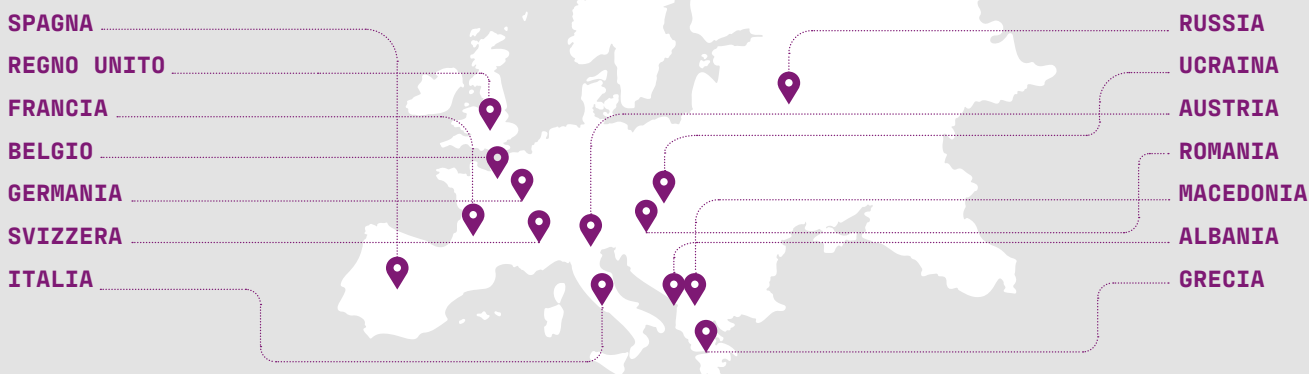 SPAGNA
REGNO UNITO
FRANCIA
BELGIO
GERMANIA
SVIZZERA
ITALIA
RUSSIA
UCRAINA
AUSTRIA
ROMANIA
MACEDONIA
ALBANIA
GRECIA